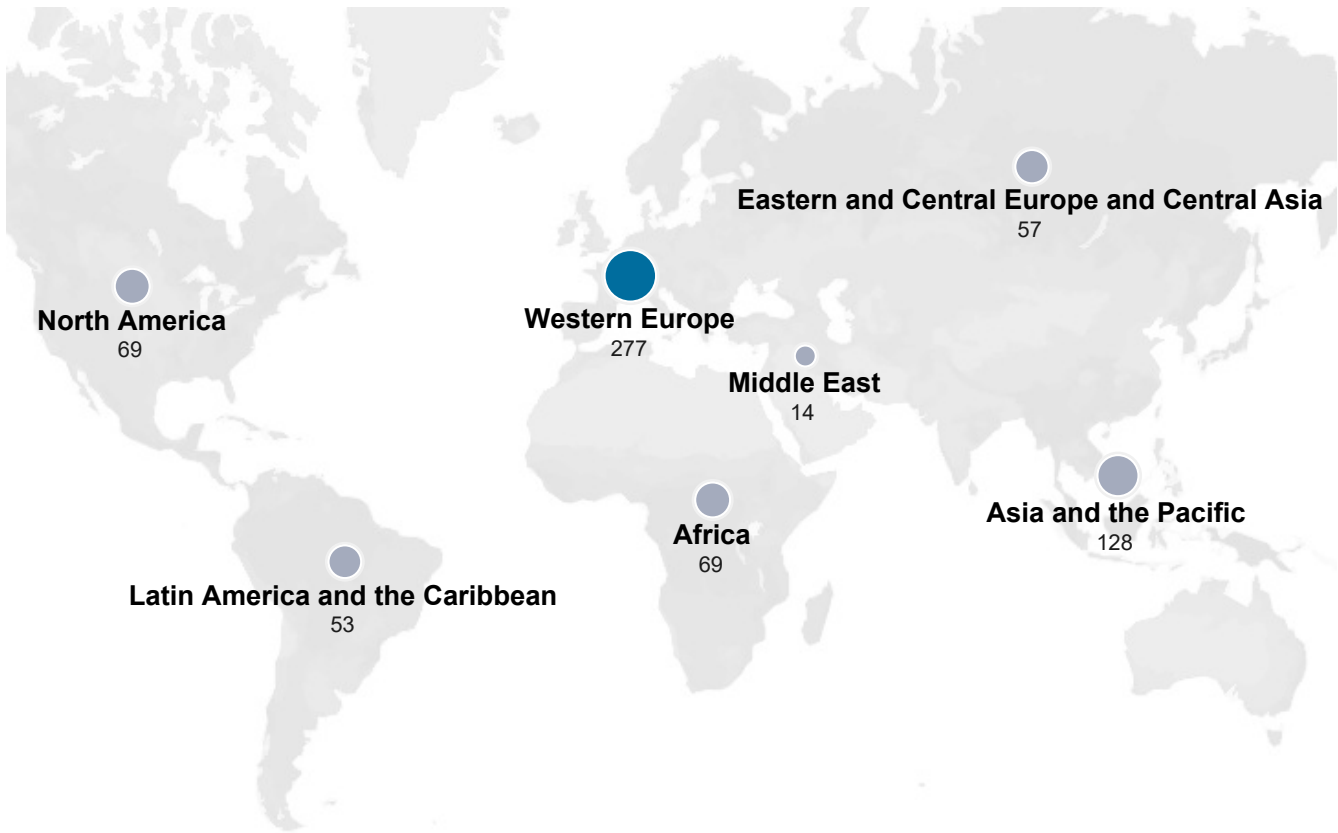 Eastern and Central Europe and Central Asia
57
North America
69
Western Europe
277
Middle East
14
Asia and the Pacific
128
Africa
69
Latin America and the Caribbean
53